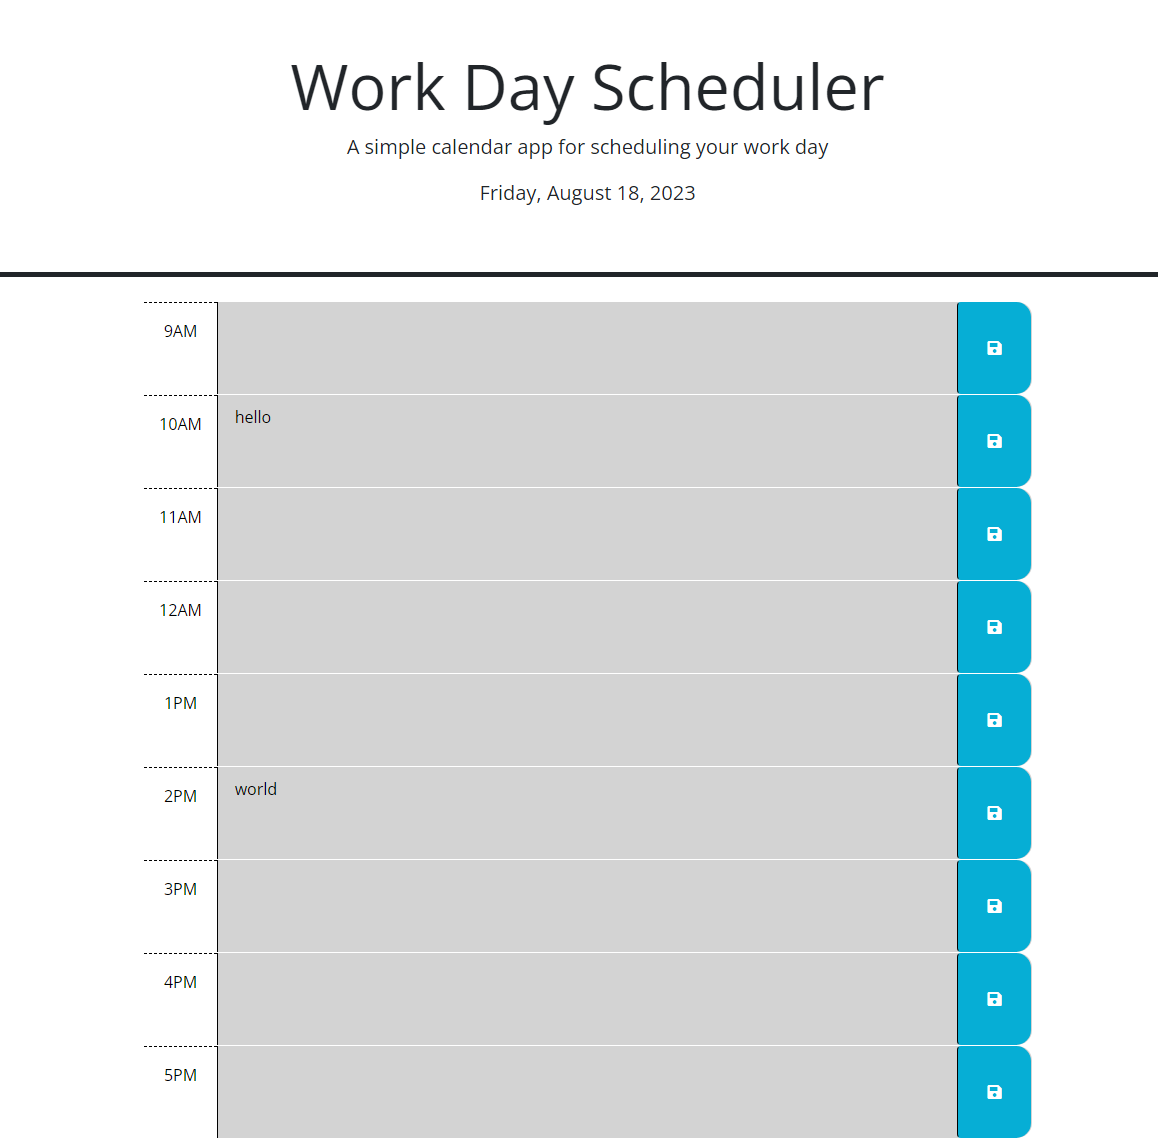 Work Day Scheduler
A simple calendar app for scheduling your work day
Friday, August 18, 2023
9AM
10AM
hello
11AM
12AM
1PM
2PM
world
3PM
4PM
5PM